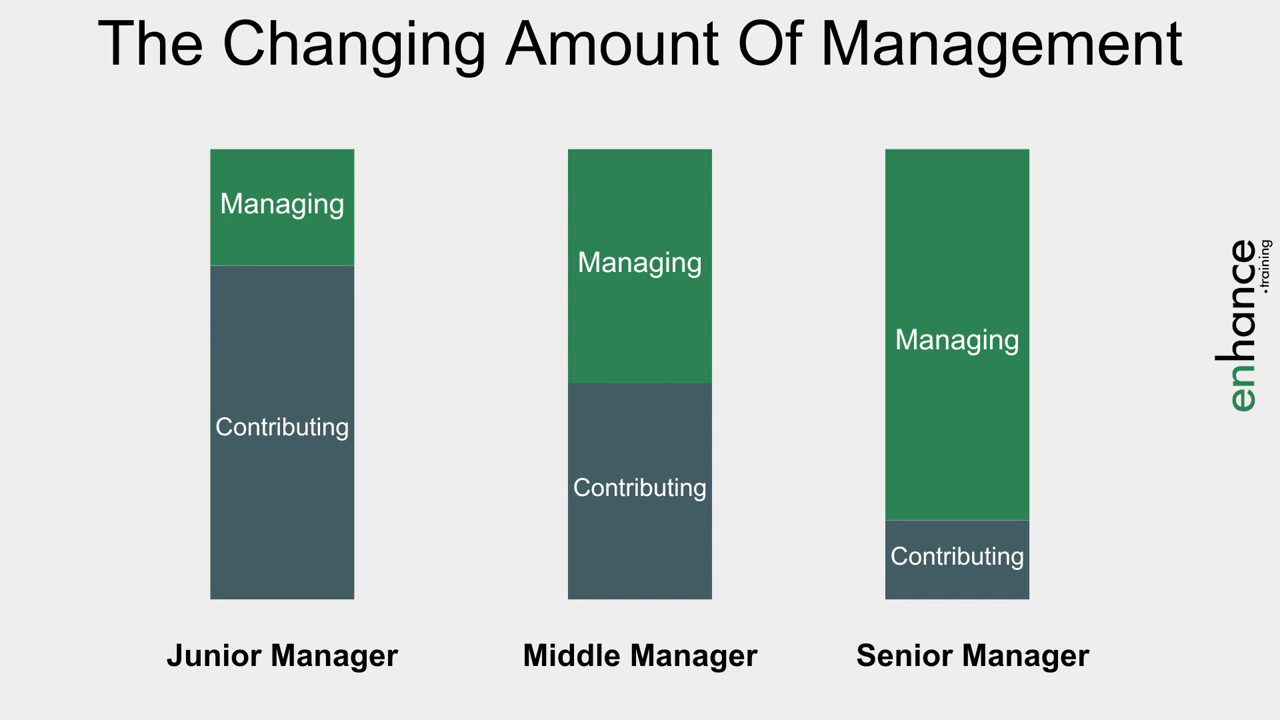 The Changing Amount Of Management
Managing
Contributing
Junior Manager
Managing
Contributing
Middle Manager
Managing
Contributing
Senior Manager
enhance
.training